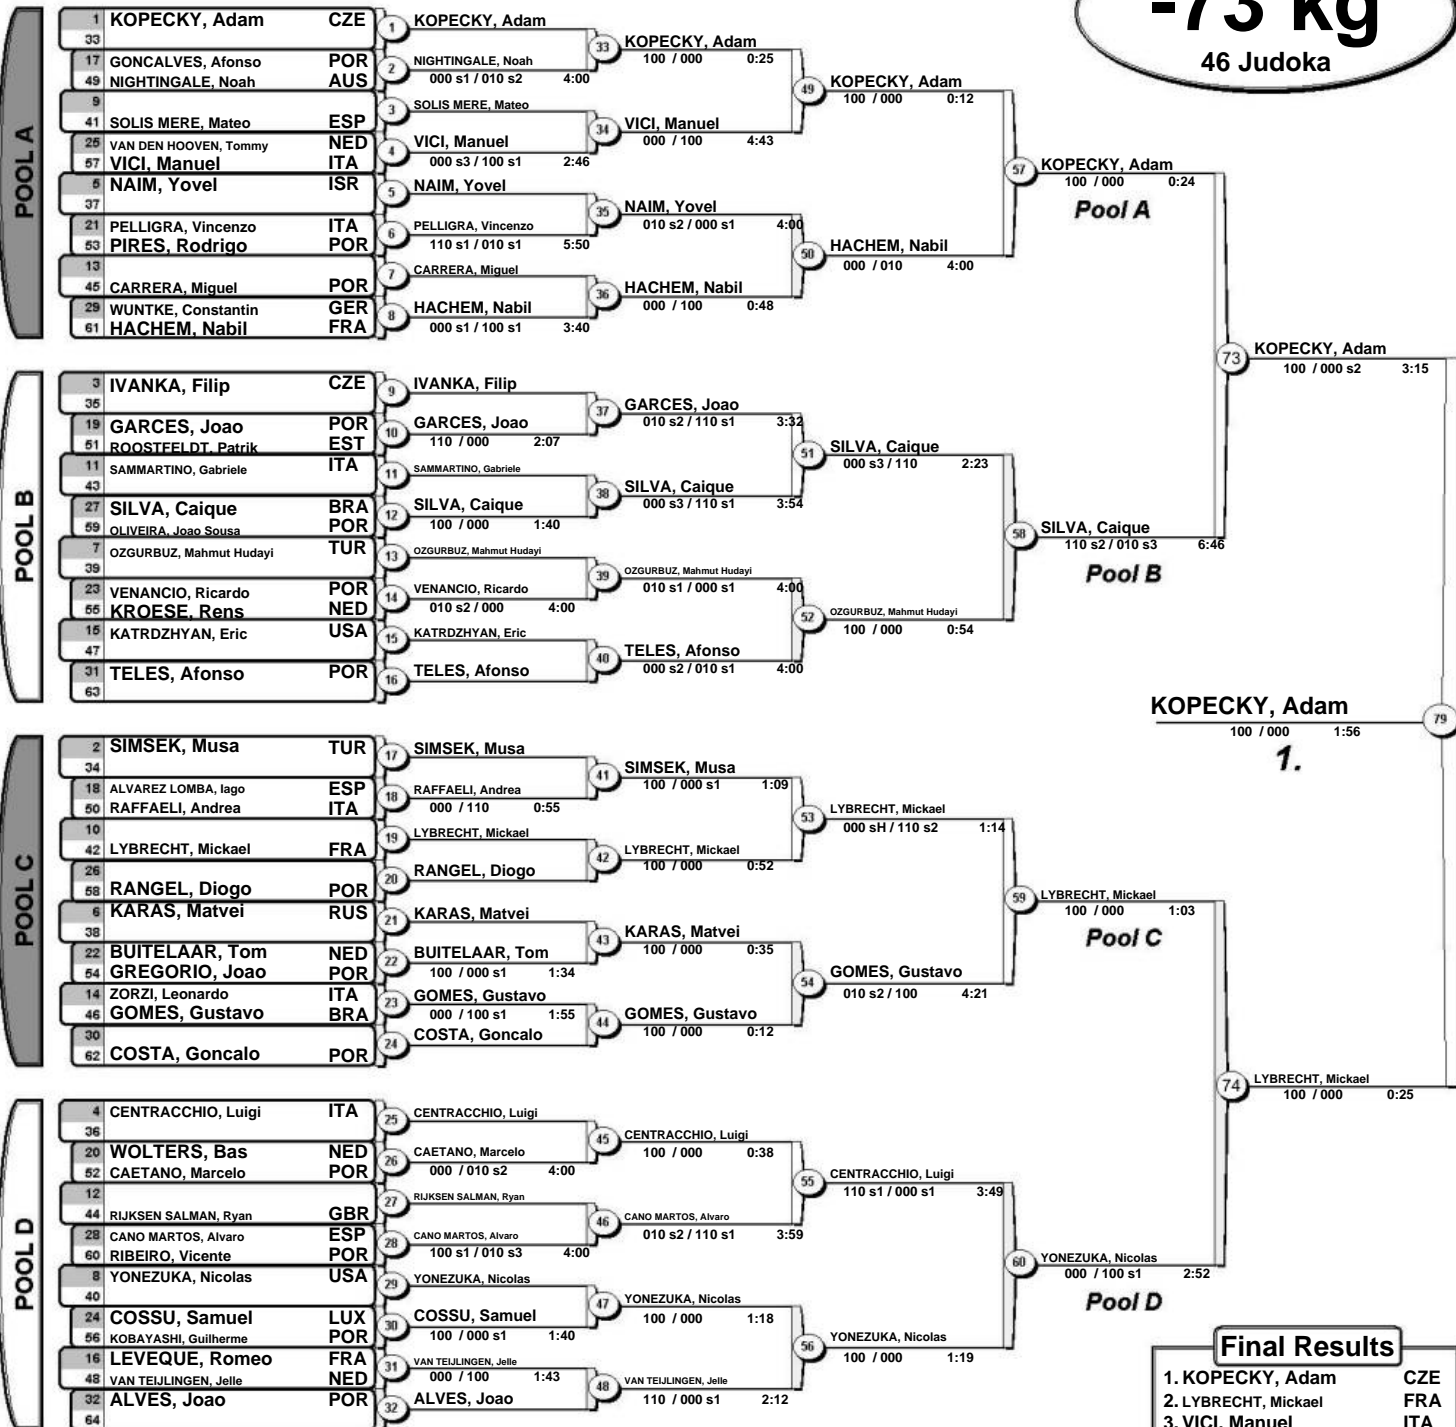 -73 kg
46 Judoka
POOL A
1 KOPECKY, Adam CZE
33
17 GONCALVES, Afonso POR
49 NIGHTINGALE, Noah AUS
9
41 SOLIS MERE, Mateo ESP
25 VAN DEN HOOVEN, Tommy NED
57 VICI, Manuel ITA
5 NAIM, Yovel ISR
37
21 PELLIGRA, Vincenzo ITA
53 PIRES, Rodrigo POR
13
45 CARRERA, Miguel POR
29 WUNTKE, Constantin GER
61 HACHEM, Nabil FRA
1 KOPECKY, Adam
2 NIGHTINGALE, Noah
000 s1 / 010 s2 4:00
3 SOLIS MERE, Mateo
4 VICI, Manuel
000 s3 / 100 s1 2:46
5 NAIM, Yovel
6 PELLIGRA, Vincenzo
110 s1 / 010 s1 5:50
7 CARRERA, Miguel
8 HACHEM, Nabil
000 s1 / 100 s1 3:40
33 KOPECKY, Adam
100 / 000 0:25
34 VICI, Manuel
000 / 100 4:43
35 NAIM, Yovel
010 s2 / 000 s1 4:00
36 HACHEM, Nabil
000 / 100 0:48
49 KOPECKY, Adam
100 / 000 0:12
50 HACHEM, Nabil
000 / 010 4:00
57 KOPECKY, Adam
100 / 000 0:24
Pool A
POOL B
3 IVANKA, Filip CZE
35
19 GARCES, Joao POR
51 ROOSTFELDT, Patrik EST
11 SAMMARTINO, Gabriele ITA
43
27 SILVA, Caique BRA
59 OLIVEIRA, Joao Sousa POR
7 OZGURBUZ, Mahmut Hudayi TUR
39
23 VENANCIO, Ricardo POR
55 KROESE, Rens NED
15 KATRDZHYAN, Eric USA
47
31 TELES, Afonso POR
63
9 IVANKA, Filip
10 GARCES, Joao
110 / 000 2:07
11 SAMMARTINO, Gabriele
12 SILVA, Caique
100 / 000 1:40
13 OZGURBUZ, Mahmut Hudayi
14 VENANCIO, Ricardo
010 s2 / 000 4:00
15 KATRDZHYAN, Eric
16 TELES, Afonso
37 GARCES, Joao
010 s2 / 110 s1 3:32
38 SILVA, Caique
000 s3 / 110 s1 3:54
39 OZGURBUZ, Mahmut Hudayi
010 s1 / 000 s1 4:00
40 TELES, Afonso
000 s2 / 010 s1 4:00
51 SILVA, Caique
000 s3 / 110 2:23
52 OZGURBUZ, Mahmut Hudayi
100 / 000 0:54
58 SILVA, Caique
110 s2 / 010 s3 6:46
Pool B
73 KOPECKY, Adam
100 / 000 s2 3:15
KOPECKY, Adam 79
100 / 000 1:56
1.
POOL C
2 SIMSEK, Musa TUR
34
18 ALVAREZ LOMBA, Iago ESP
50 RAFFAELI, Andrea ITA
10
42 LYBRECHT, Mickael FRA
26
58 RANGEL, Diogo POR
6 KARAS, Matvei RUS
38
22 BUITELAAR, Tom NED
54 GREGORIO, Joao POR
14 ZORZI, Leonardo ITA
46 GOMES, Gustavo BRA
30
62 COSTA, Goncalo POR
17 SIMSEK, Musa
18 RAFFAELI, Andrea
000 / 110 0:55
19 LYBRECHT, Mickael
20 RANGEL, Diogo
21 KARAS, Matvei
22 BUITELAAR, Tom
100 / 000 s1 1:34
23 GOMES, Gustavo
000 / 100 s1 1:55
24 COSTA, Goncalo
41 SIMSEK, Musa
100 / 000 s1 1:09
42 LYBRECHT, Mickael
100 / 000 0:52
43 KARAS, Matvei
100 / 000 0:35
44 GOMES, Gustavo
100 / 000 0:12
53 LYBRECHT, Mickael
000 sH / 110 s2 1:14
54 GOMES, Gustavo
010 s2 / 100 4:21
59 LYBRECHT, Mickael
100 / 000 1:03
Pool C
POOL D
4 CENTRACCHIO, Luigi ITA
36
20 WOLTERS, Bas NED
52 CAETANO, Marcelo POR
12
44 RIJKSEN SALMAN, Ryan GBR
28 CANO MARTOS, Alvaro ESP
60 RIBEIRO, Vicente POR
8 YONEZUKA, Nicolas USA
40
24 COSSU, Samuel LUX
56 KOBAYASHI, Guilherme POR
16 LEVEQUE, Romeo FRA
48 VAN TEIJLINGEN, Jelle NED
32 ALVES, Joao POR
64
25 CENTRACCHIO, Luigi
26 CAETANO, Marcelo
000 / 010 s2 4:00
27 RIJKSEN SALMAN, Ryan
28 CANO MARTOS, Alvaro
100 s1 / 010 s3 4:00
29 YONEZUKA, Nicolas
30 COSSU, Samuel
100 / 000 s1 1:40
31 VAN TEIJLINGEN, Jelle
000 / 100 1:43
32 ALVES, Joao
45 CENTRACCHIO, Luigi
100 / 000 0:38
46 CANO MARTOS, Alvaro
010 s2 / 110 s1 3:59
47 YONEZUKA, Nicolas
100 / 000 1:18
48 VAN TEIJLINGEN, Jelle
110 / 000 s1 2:12
55 CENTRACCHIO, Luigi
110 s1 / 000 s1 3:49
56 YONEZUKA, Nicolas
100 / 000 1:19
60 YONEZUKA, Nicolas
000 / 100 s1 2:52
Pool D
74 LYBRECHT, Mickael
100 / 000 0:25
Final Results
1. KOPECKY, Adam CZE
2. LYBRECHT, Mickael FRA
3. VICI, Manuel ITA